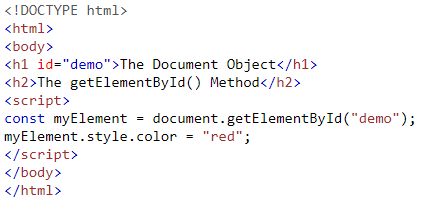 <!DOCTYPE html>
<html>
<body>
<h1 id="demo">The Document Object</h1>
<h2>The getElementById() Method</h2>
<script>
const myElement = document.getElementById("demo");
myElement.style.color = "red";
</script>
</body>
</html>